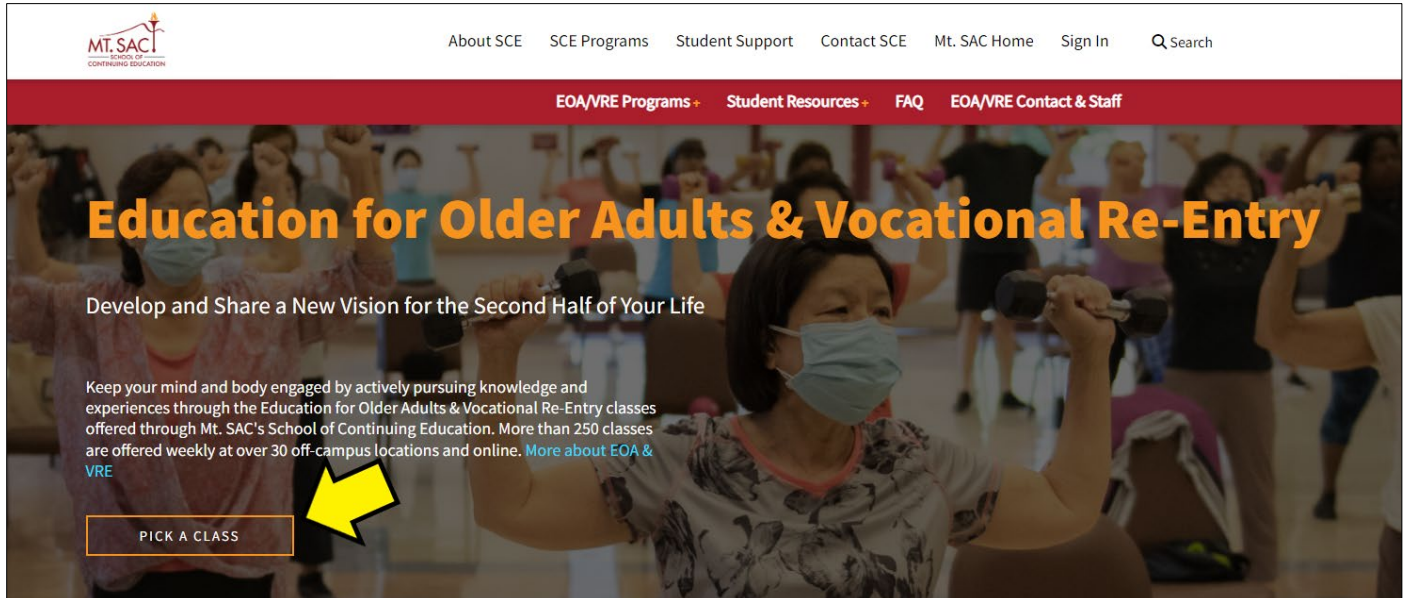 MT. SAC
SCHOOL OF
CONTINUING EDUCATION
About SCE SCE Programs Student Support Contact SCE Mt. SAC Home Sign In Search
EOA/VRE Programs + Student Resources + FAQ EOA/VRE Contact & Staff
Education for Older Adults & Vocational Re-Entry
Develop and Share a New Vision for the Second Half of Your Life
Keep your mind and body engaged by actively pursuing knowledge and
experiences through the Education for Older Adults & Vocational Re-Entry classes
offered through Mt. SAC's School of Continuing Education. More than 250 classes
are offered weekly at over 30 off-campus locations and online. More about EOA &
VRE
PICK A CLASS